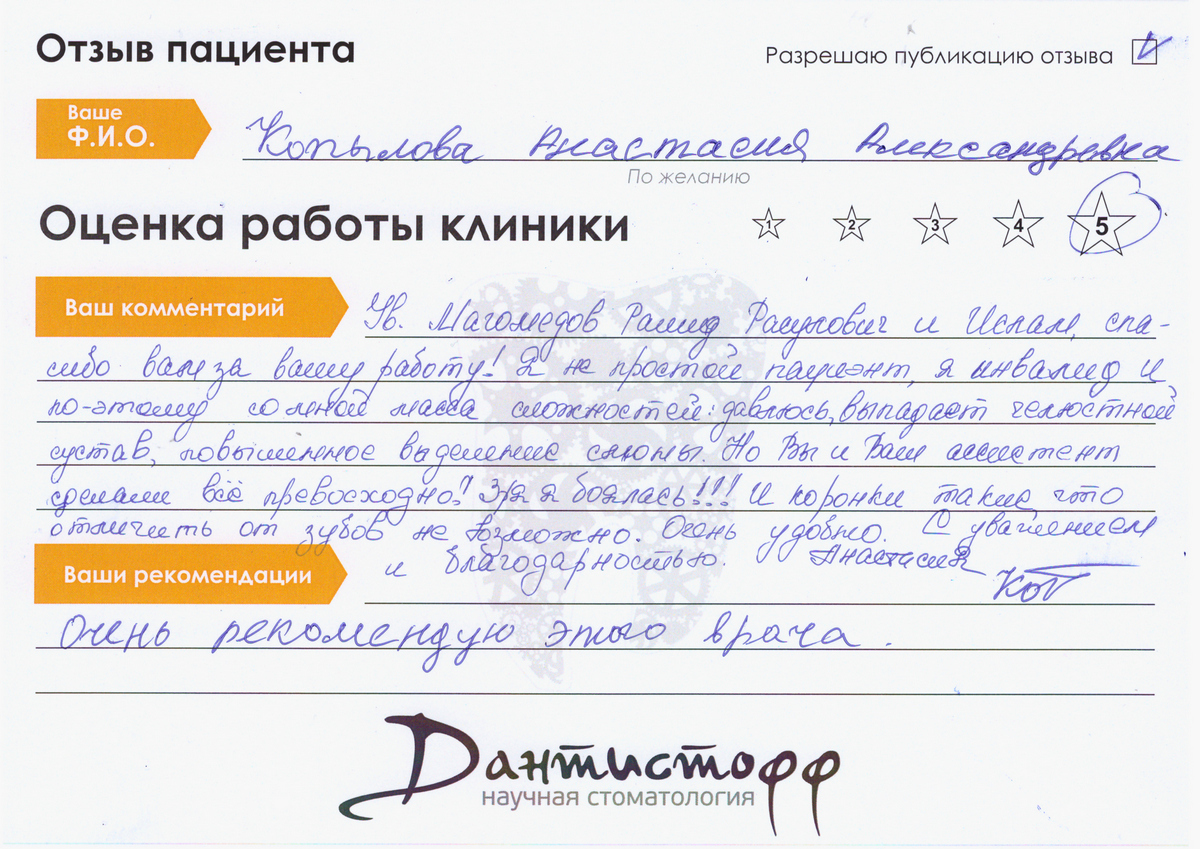 Отзыв пациента
Разрешаю публикацию отзыва V
Ваше
Ф.И.О.
Копылова Анастасия Александровна
По желанию
Оценка работы клиники
1 2 3 4 5
Ваш комментарий
Ув. Магомедов Рашид Расулович и Ислам, спа-
сибо вам за вашу работу! Я не простой пациэнт, я инвалид и
по-этому со мной масса сложностей: давлюсь, выпадает челюстной
сустав, повышенное выделение слюны. Но Вы и Ваш ассистент
сделали всё превосходно! Зря я боялась!!! И коронки такие что
отличить от зубов не возможно. Очень удобно. С уважением
и благодарностью. Анастасия
Коп
Ваши рекомендации
Очень рекомендую этого врача.
Дантистофф
научная стоматология